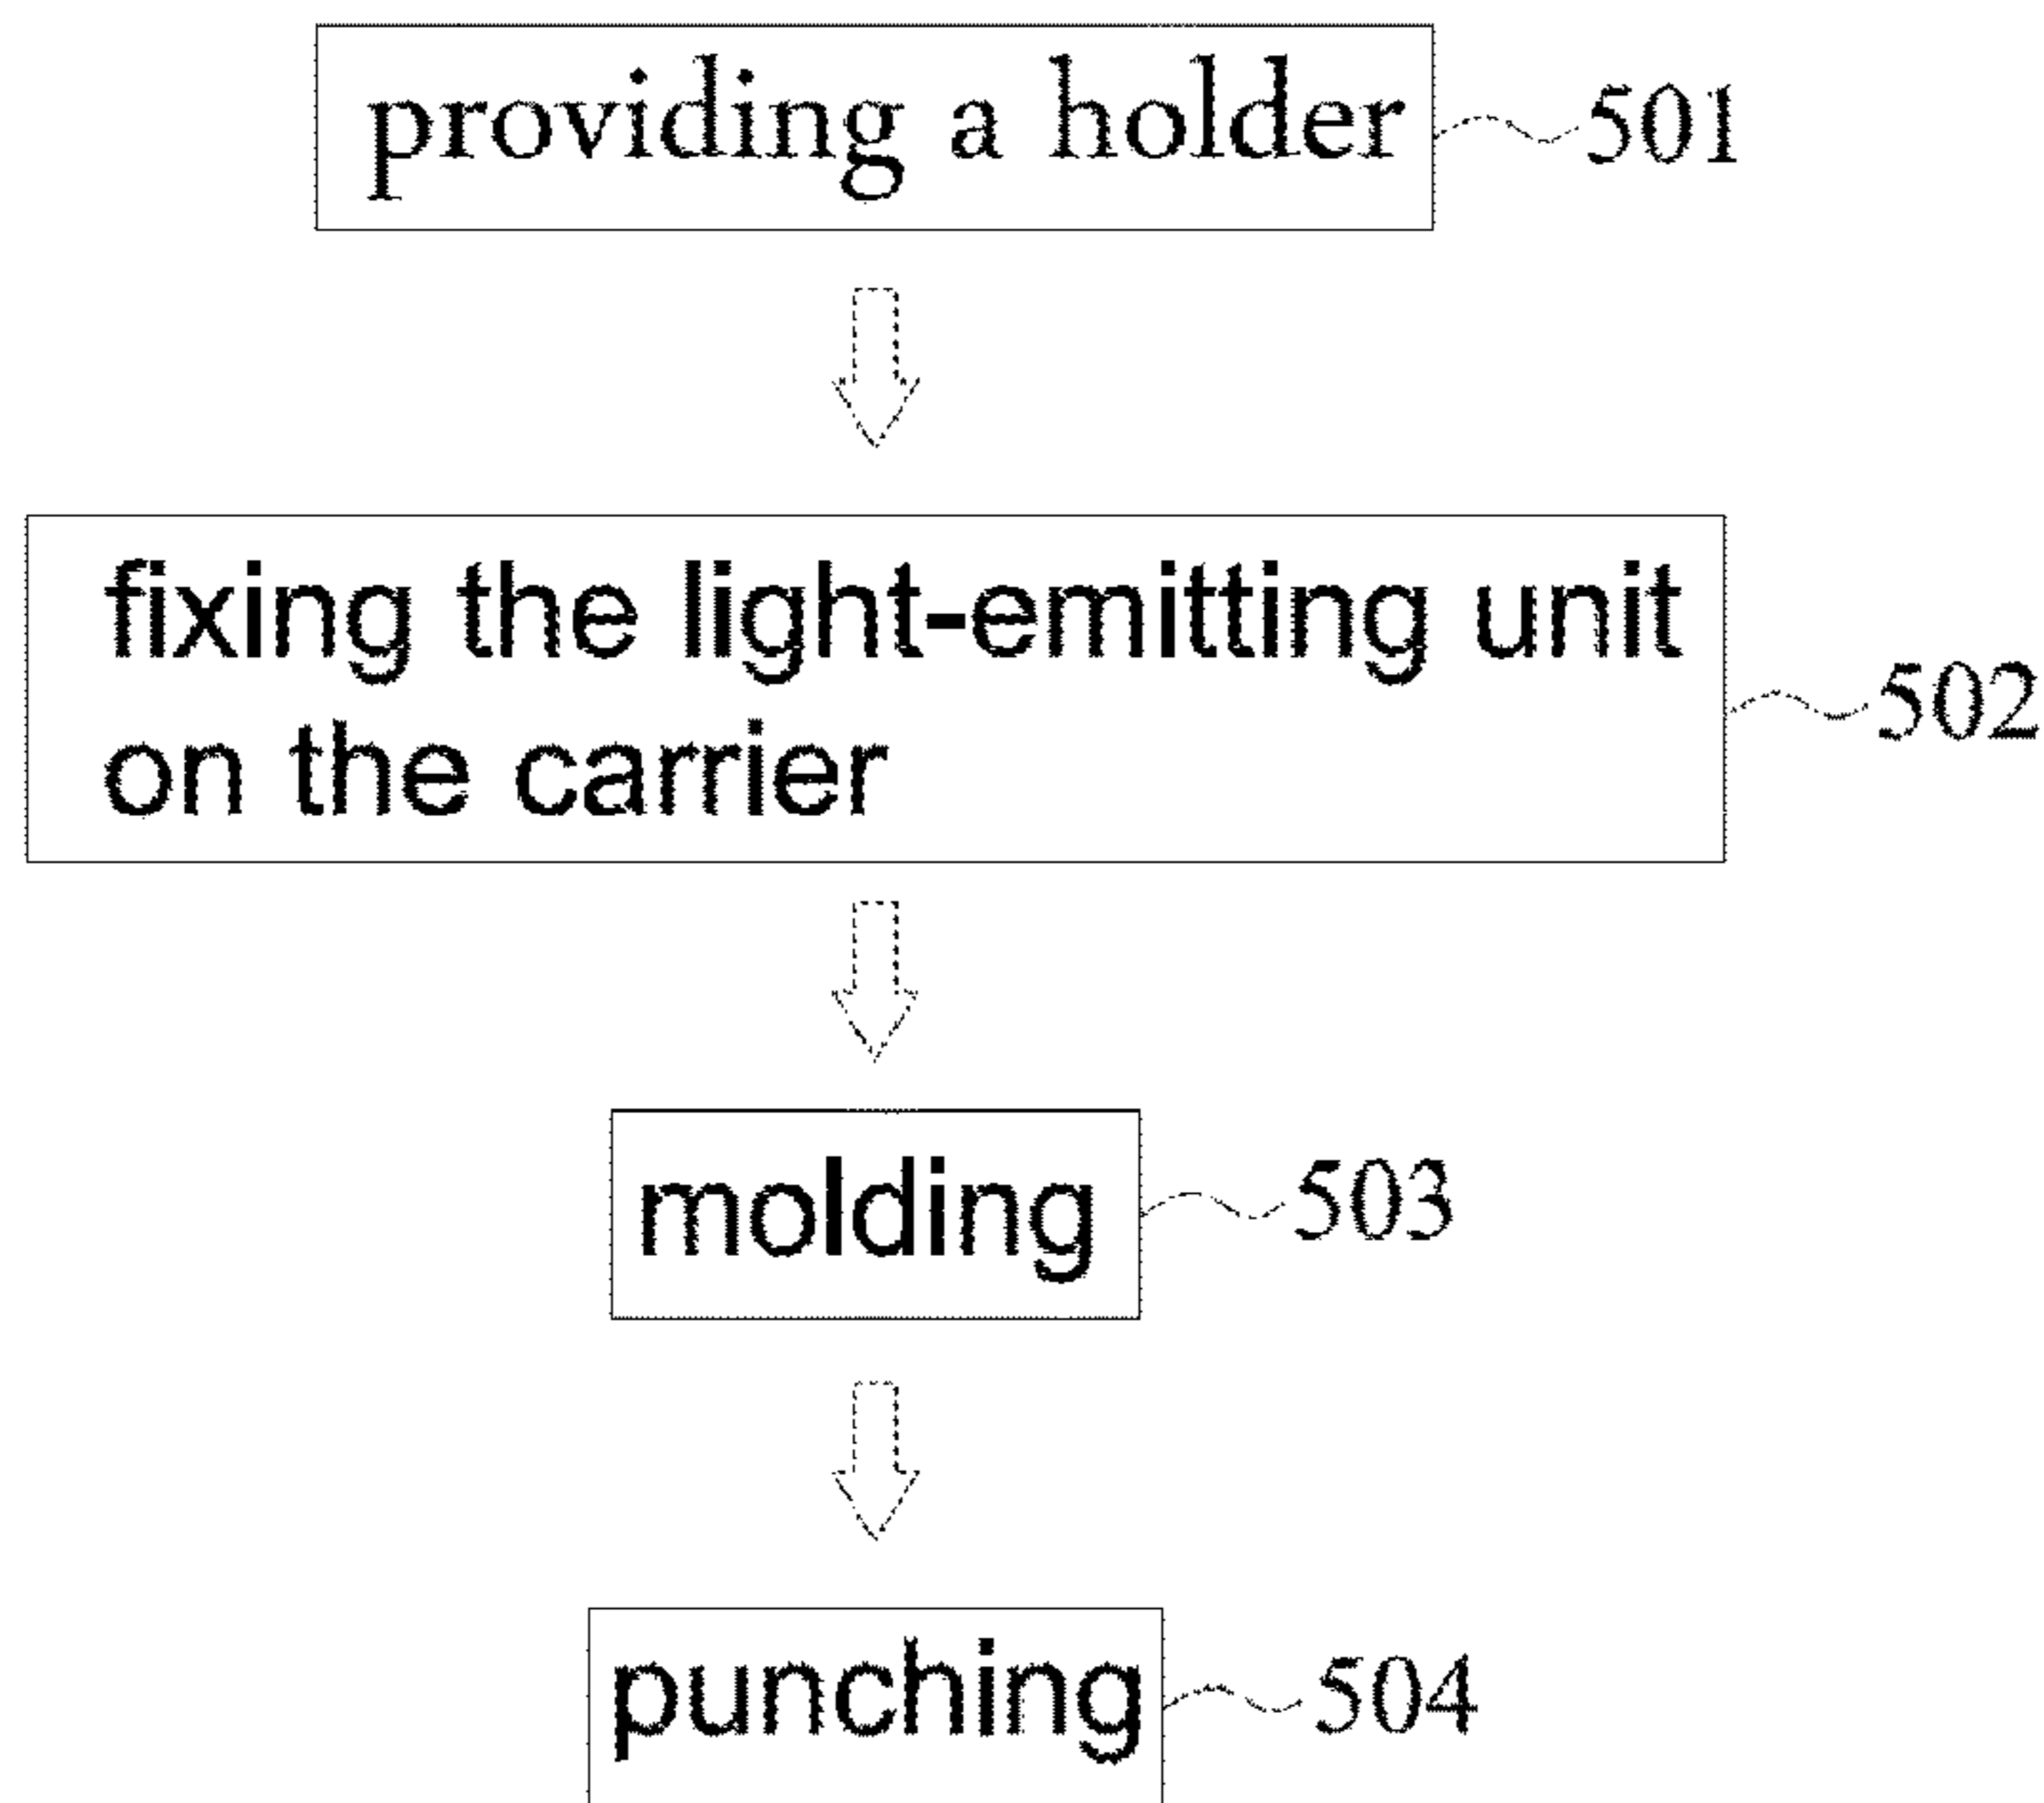 providing a holder 501
fixing the light-emitting unit
on the carrier
502
molding 503
punching 504